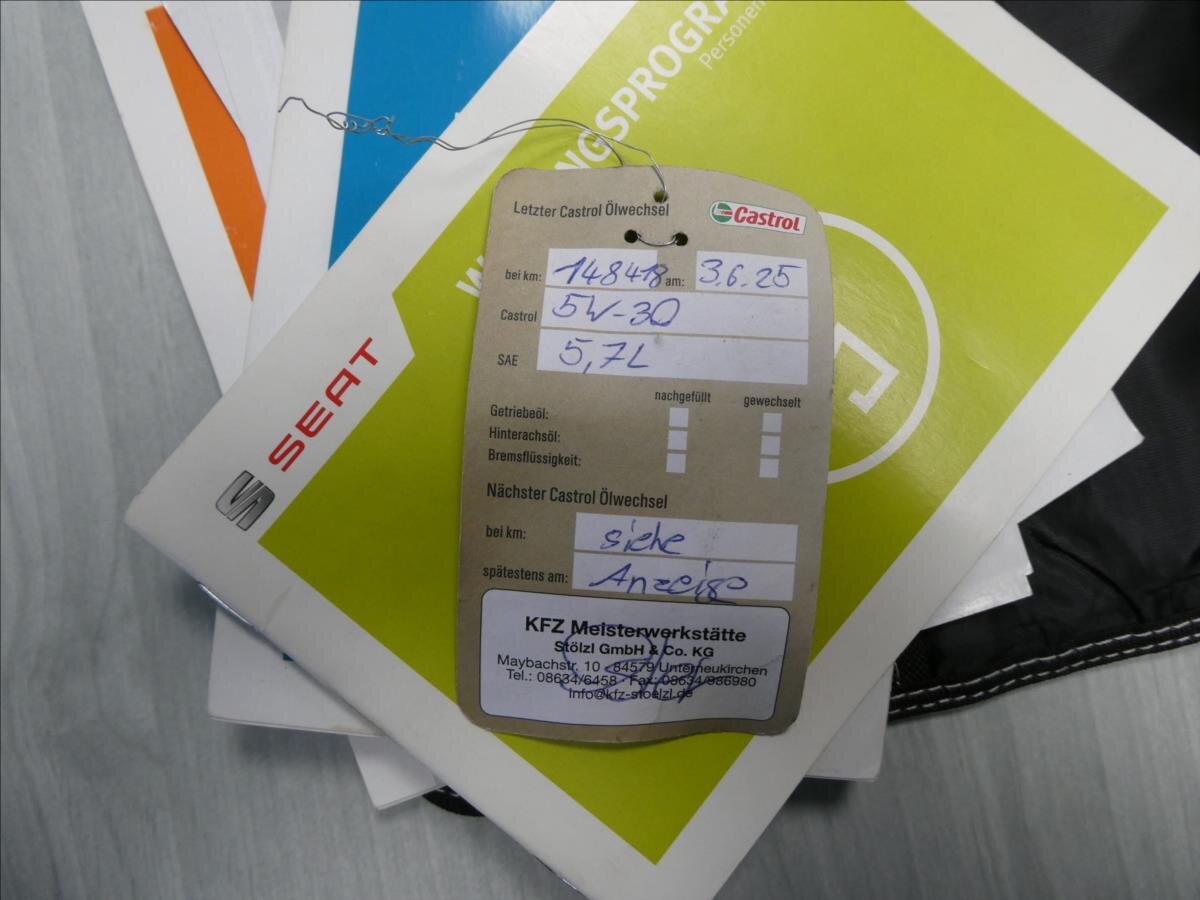 NGSPROGRA
Personen
SEAT
Letzter Castrol Ölwechsel
Castrol
bei km: 148418 am: 3.6.25
Castrol 5W-30
SAE 5,7L
nachgefüllt gewechselt
Getriebeöl:
Hinterachsöl:
Bremsflüssigkeit:
Nächster Castrol Ölwechsel
bei km: siehe
spätestens am: Anzeige
KFZ Meisterwerkstätte
Stölzl GmbH & Co. KG
Maybachstr. 10 · 84579 Unterneukirchen
Tel.: 08634/6458 · Fax: 08634/986980
info@kfz-stoelzl.de